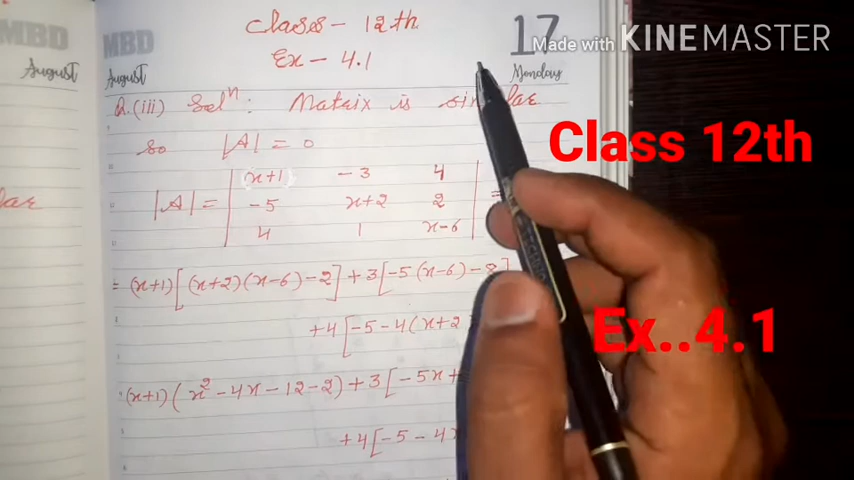 MBD
August
MBD
August
17
Monday
Made with KINEMASTER
Class - 12th
Ex - 4.1
Q.(iii) Solⁿ: Matrix is
so |A| = 0
|A| = | x+1 -3 4 | =
| -5 x+2 2 |
| 4 1 x-6 |
= (x+1)[(x+2)(x-6)-2] + 3[-5(x-6)-8]
+4[-5-4(x+2
(x+1)(x²-4x-12-2)+3[-5x+
+4[-5-4x
Class 12th
Ex..4.1